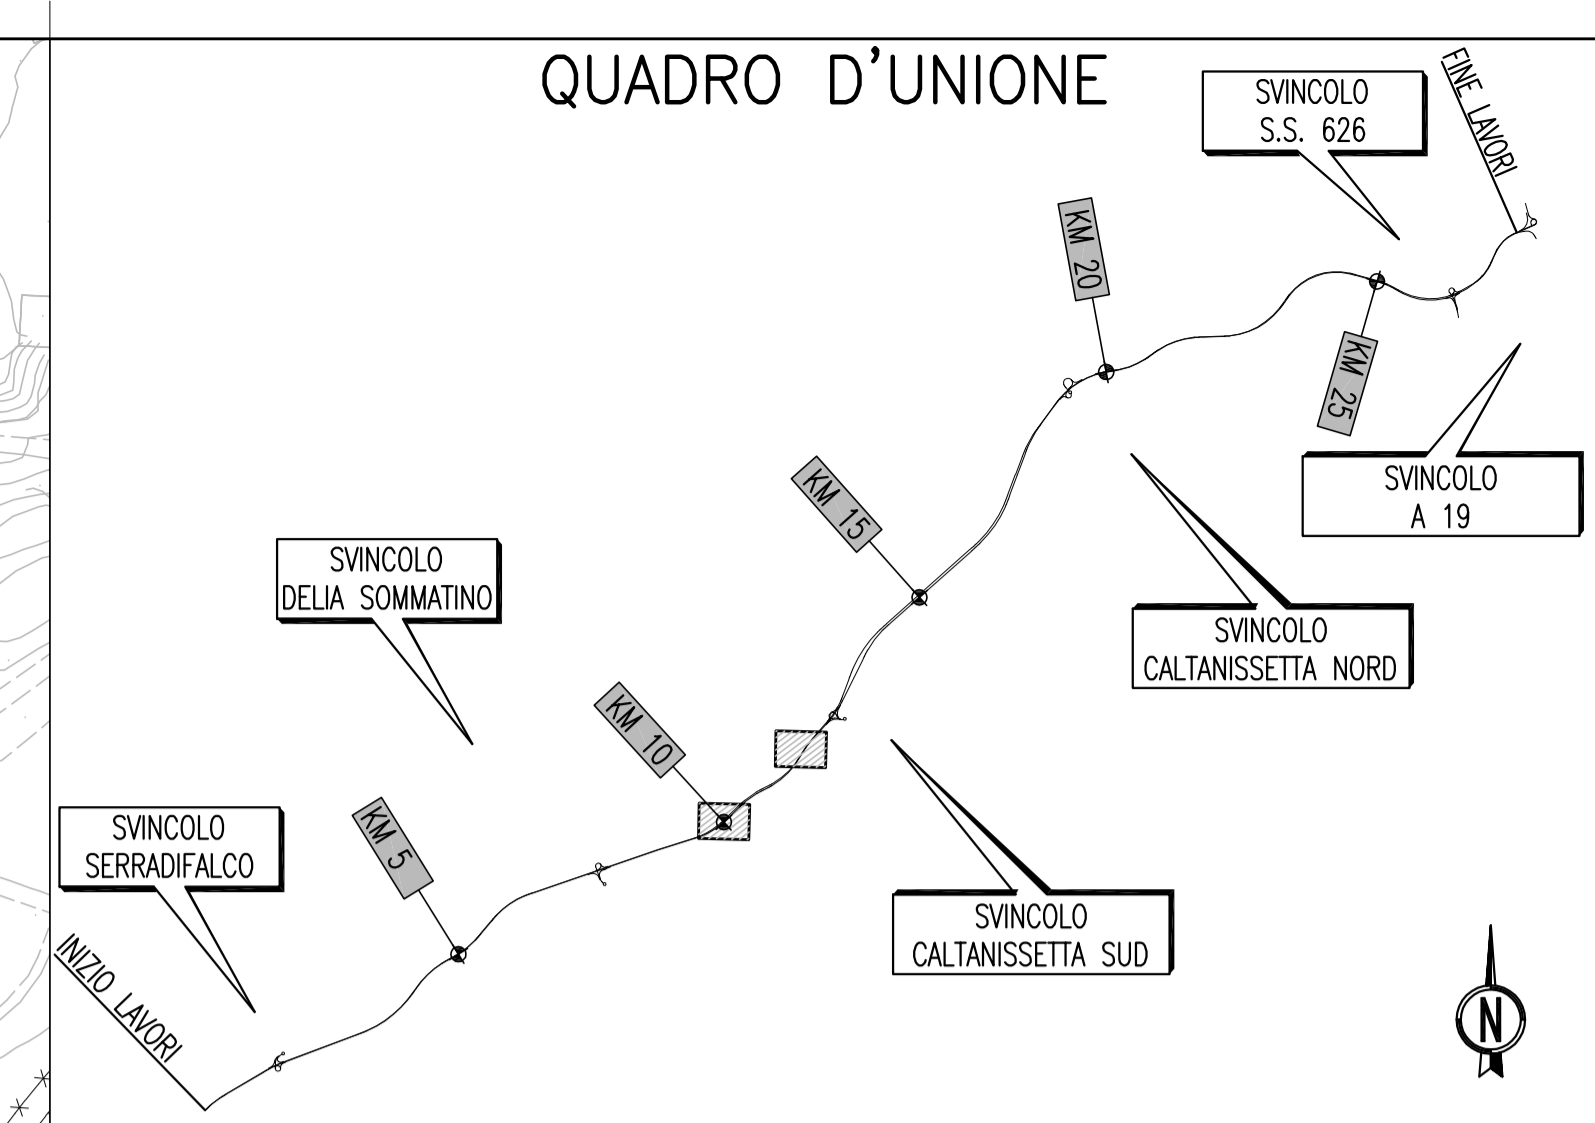 QUADRO D'UNIONE
SVINCOLO
S.S. 626
FINE LAVORI
KM 20
KM 25
SVINCOLO
A 19
KM 15
SVINCOLO
DELIA SOMMATINO
SVINCOLO
CALTANISSETTA NORD
KM 10
KM 5
SVINCOLO
SERRADIFALCO
SVINCOLO
CALTANISSETTA SUD
INIZIO LAVORI
N